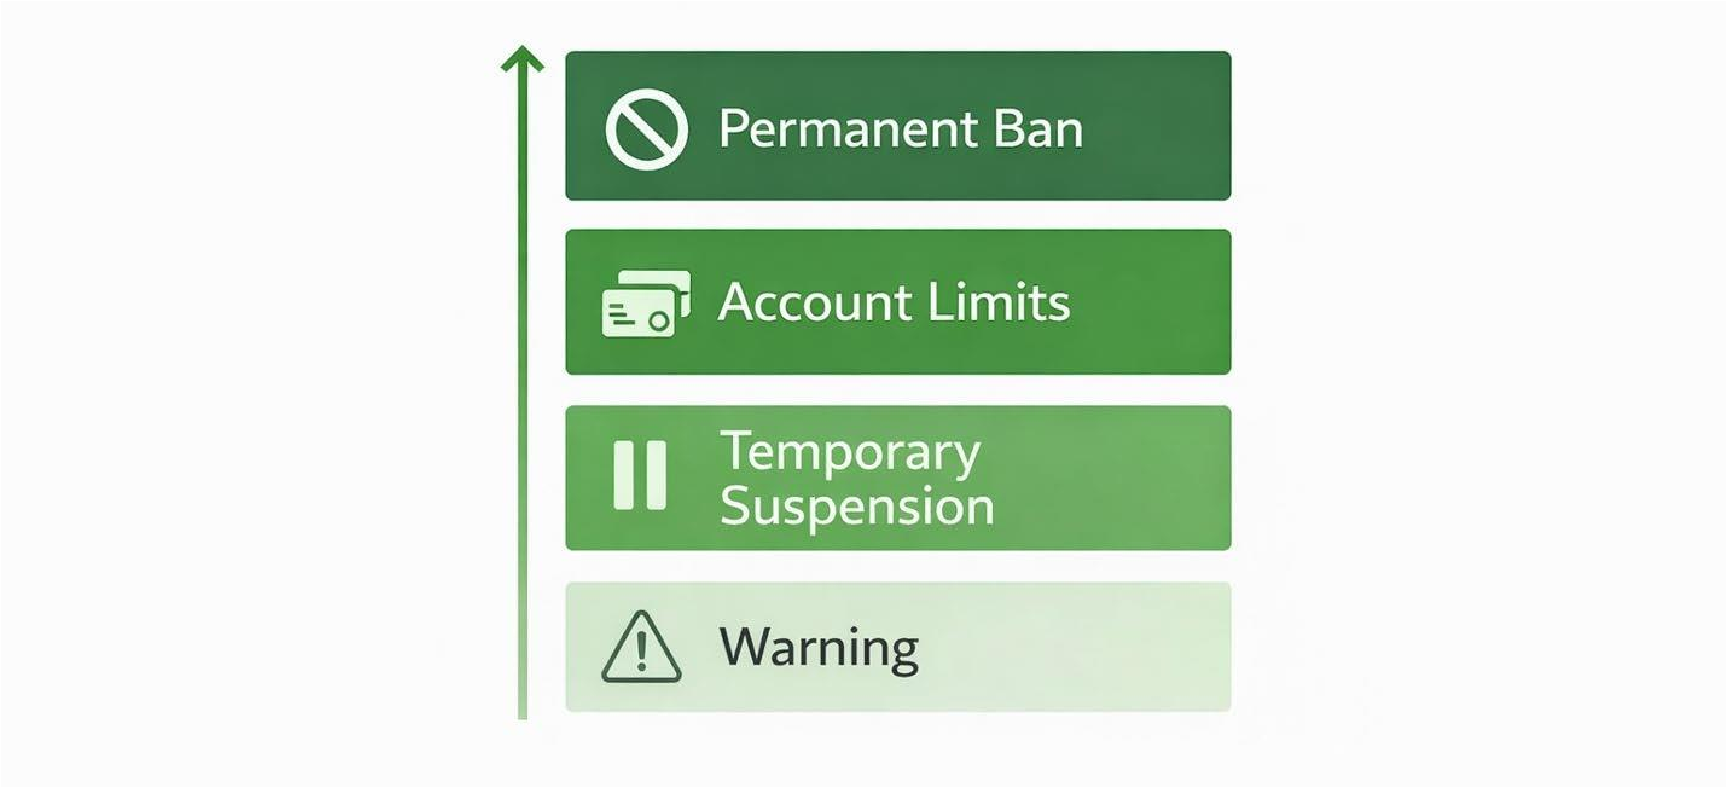 Permanent Ban
Account Limits
Temporary
Suspension
Warning